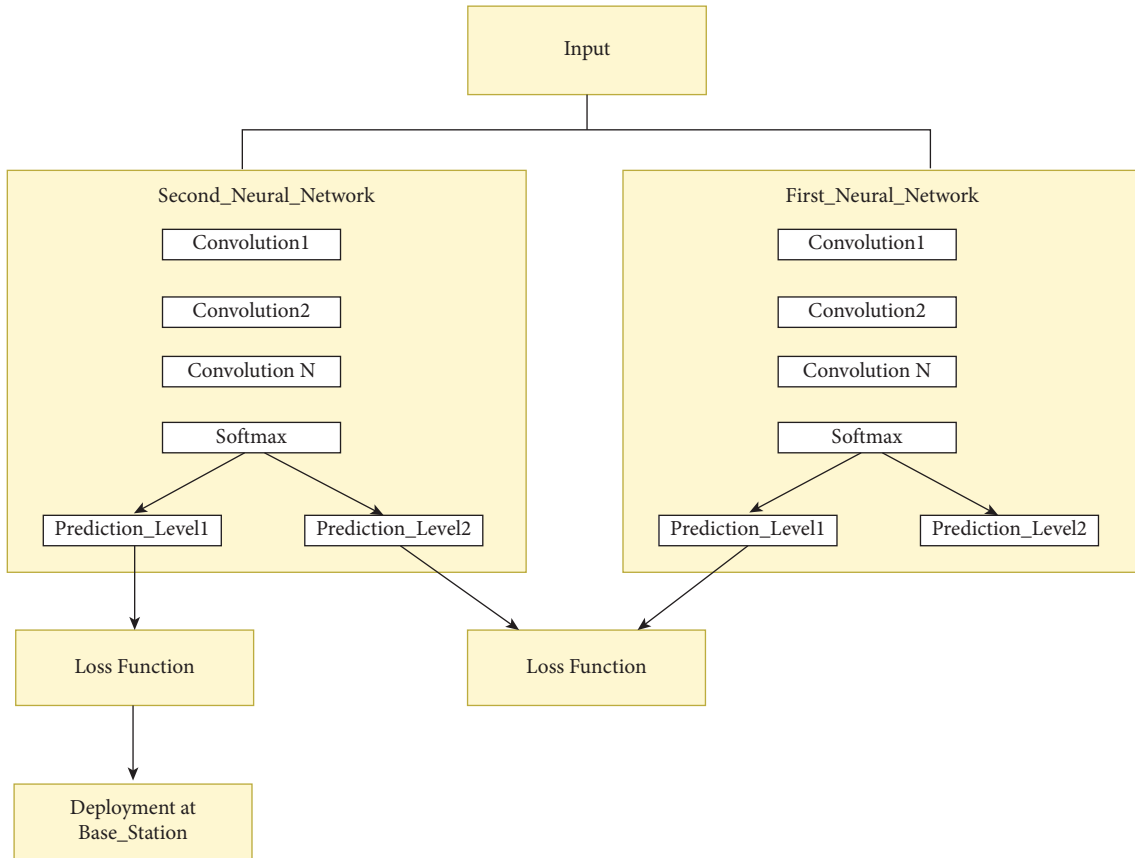 Input
Second_Neural_Network
Convolution1
Convolution2
Convolution N
Softmax
Prediction_Level1
Prediction_Level2
First_Neural_Network
Convolution1
Convolution2
Convolution N
Softmax
Prediction_Level1
Prediction_Level2
Loss Function
Loss Function
Deployment at
Base_Station